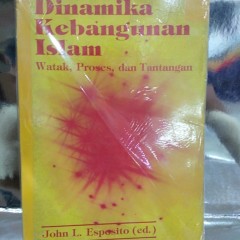 Dinamika
Kebangunan
Islam
Watak, Proses, dan Tantangan
John L. Esposito (ed.)